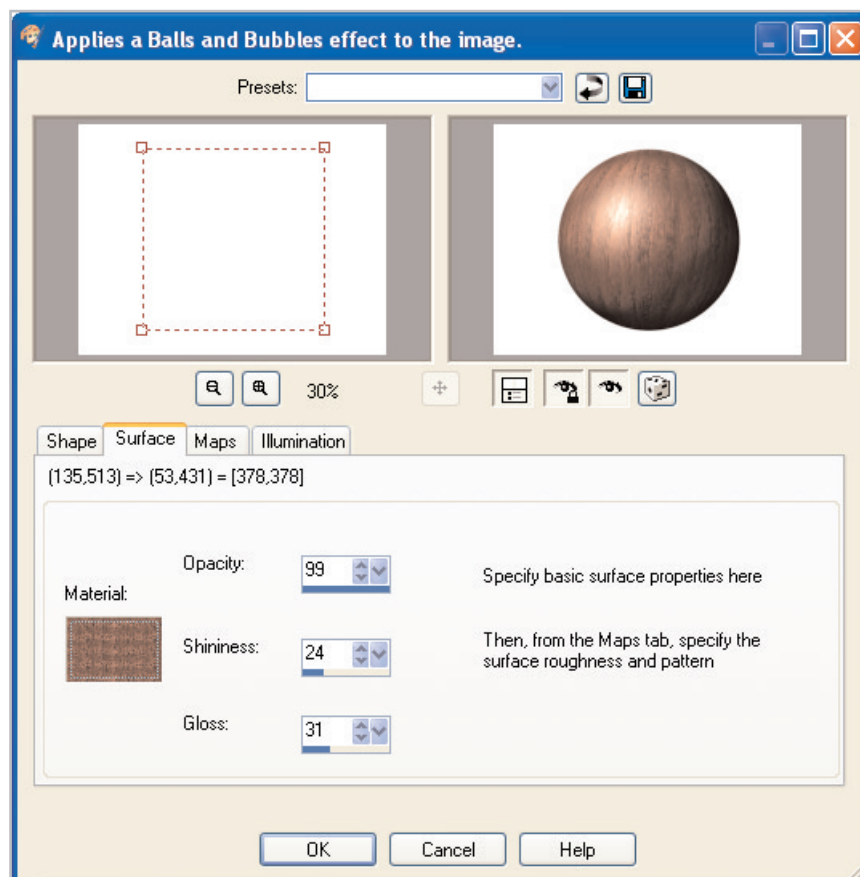 Applies a Balls and Bubbles effect to the image.
Presets:
30%
Shape Surface Maps Illumination
(135,513) => (53,431) = [378,378]
Opacity: 99
Specify basic surface properties here
Material:
Shininess: 24
Then, from the Maps tab, specify the
surface roughness and pattern
Gloss: 31
OK Cancel Help